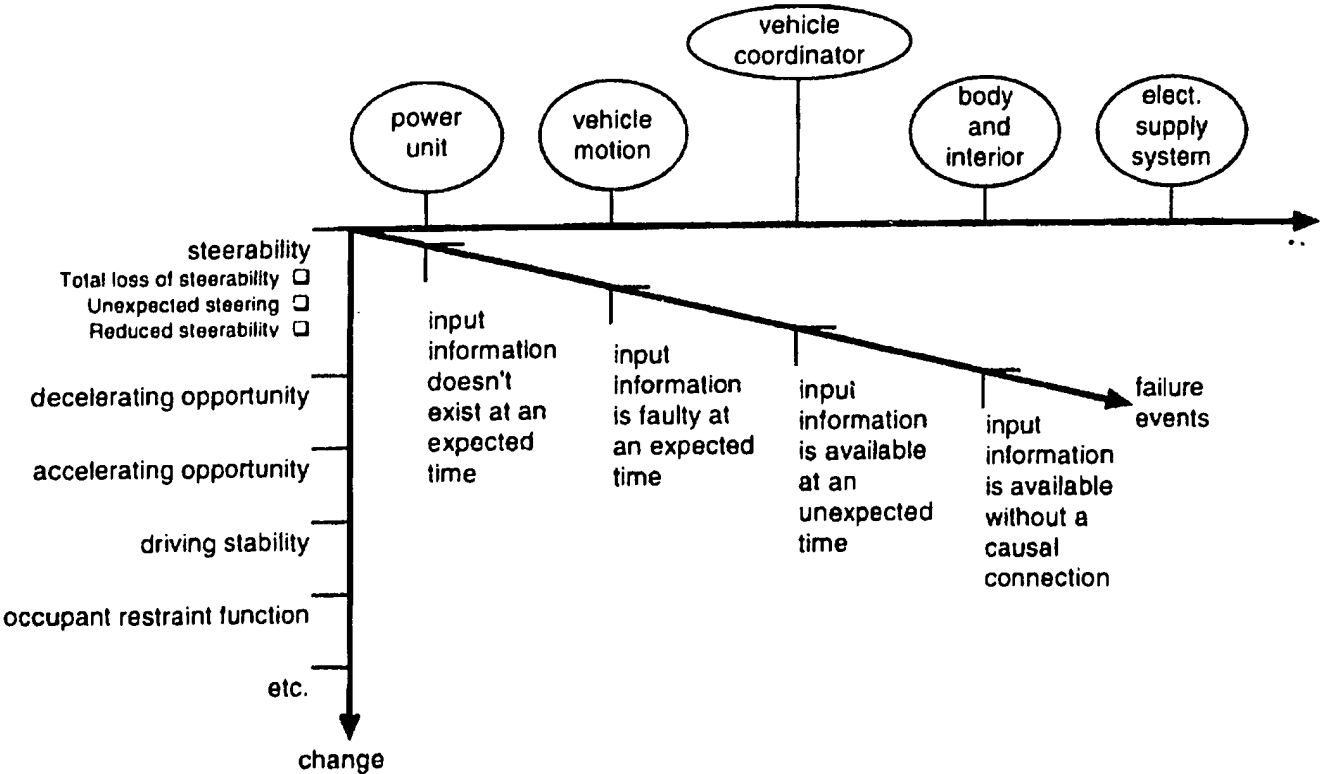 vehicle
coordinator
power
unit
vehicle
motion
body
and
interior
elect.
supply
system
..
steerability
Total loss of steerability ❏
Unexpected steering ❏
Reduced steerability ❏
decelerating opportunity
accelerating opportunity
driving stability
occupant restraint function
etc.
change
input
information
doesn't
exist at an
expected
time
input
information
is faulty at
an expected
time
input
information
is available
at an
unexpected
time
input
information
is available
without a
causal
connection
failure
events